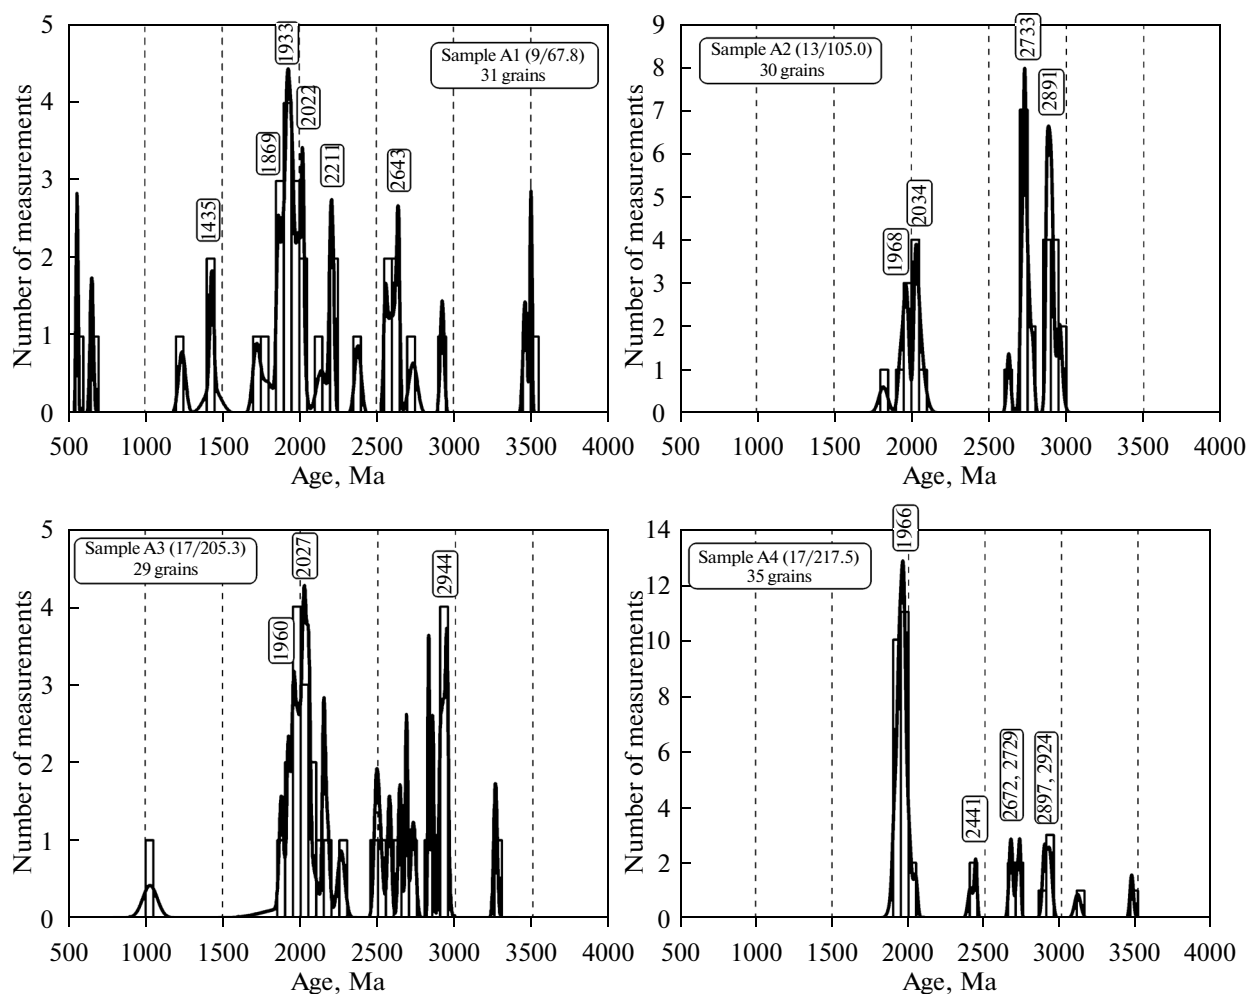 Number of measurements
5
4
3
2
1
0
Sample A1 (9/67.8)
31 grains
1435
1869
1933
2022
2211
2643
500 1000 1500 2000 2500 3000 3500 4000
Age, Ma
Number of measurements
9
8
7
6
5
4
3
2
1
0
Sample A2 (13/105.0)
30 grains
1968
2034
2733
2891
500 1000 1500 2000 2500 3000 3500 4000
Age, Ma
Number of measurements
5
4
3
2
1
0
Sample A3 (17/205.3)
29 grains
1960
2027
2944
500 1000 1500 2000 2500 3000 3500 4000
Age, Ma
Number of measurements
14
12
10
8
6
4
2
0
Sample A4 (17/217.5)
35 grains
1966
2441
2672, 2729
2897, 2924
500 1000 1500 2000 2500 3000 3500 4000
Age, Ma